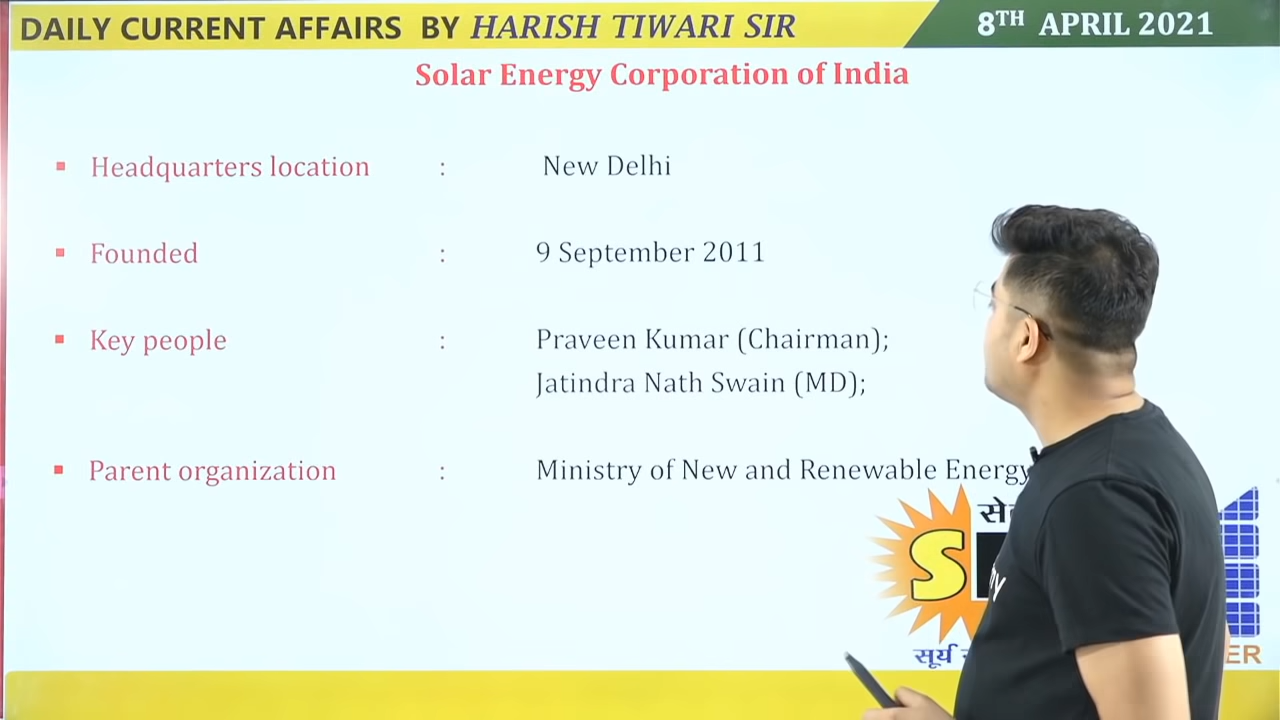 DAILY CURRENT AFFAIRS BY HARISH TIWARI SIR
8TH APRIL 2021
Solar Energy Corporation of India
▪ Headquarters location : New Delhi
▪ Founded : 9 September 2011
▪ Key people : Praveen Kumar (Chairman);
Jatindra Nath Swain (MD);
▪ Parent organization : Ministry of New and Renewable Energy
S
सूर्य